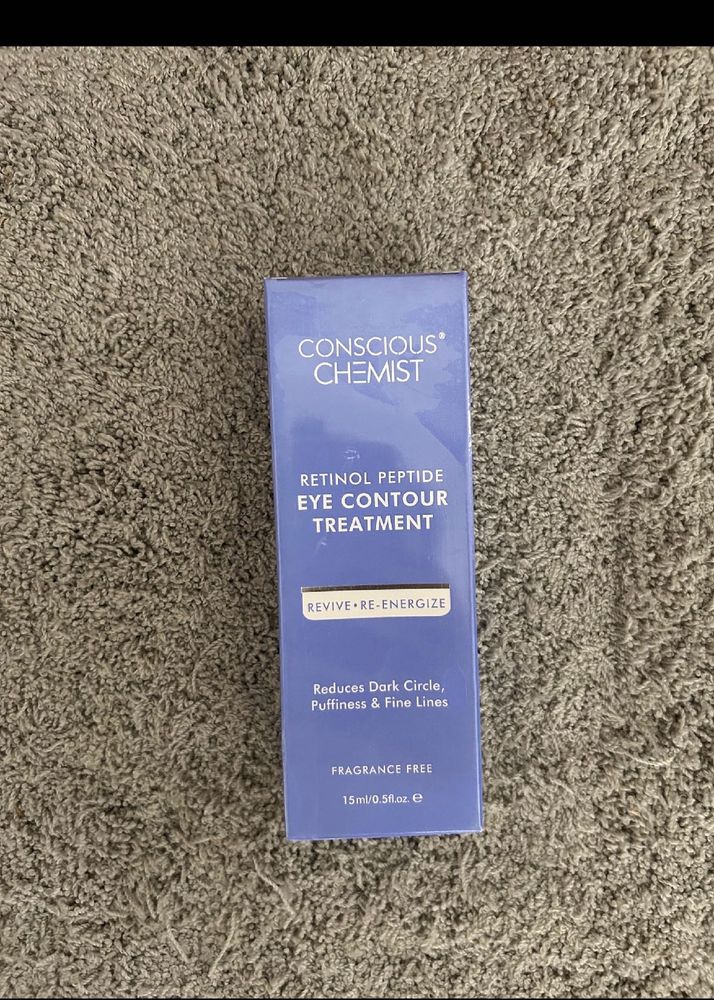 CONSCIOUS®
CHEMIST
RETINOL PEPTIDE
EYE CONTOUR
TREATMENT
REVIVE • RE-ENERGIZE
Reduces Dark Circle,
Puffiness & Fine Lines
FRAGRANCE FREE
15ml/0.5fl.oz. ℮